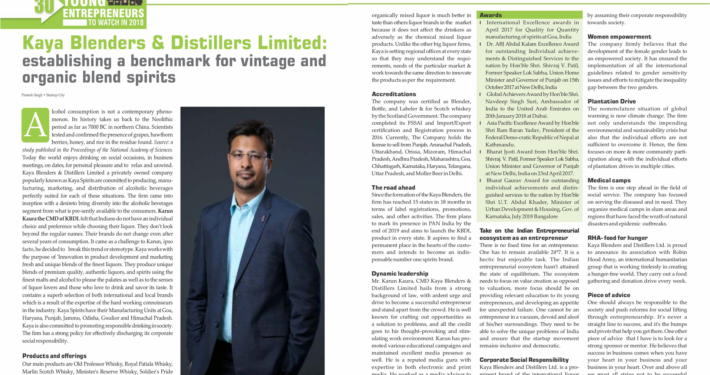 30 YOUNG
ENTREPRENEURS
TO WATCH IN 2018
Kaya Blenders & Distillers Limited:
establishing a benchmark for vintage and
organic blend spirits
Pranish Singh • Startup City
Alcohol consumption is not a contemporary pheno-
menon. Its history takes us back to the Neolithic
period as far as 7000 BC in northern China. Scientists
tested and confirmed the presence of grapes, hawthorn
berries, honey, and rice in the residue found. Source: a
study published in the Proceedings of the National Academy of Sciences.
Today the world enjoys drinking on social occasions, in business
meetings, on dates, for personal pleasure and to relax and unwind.
Kaya Blenders & Distillers Limited a privately owned company
popularly known as Kaya Spirits are committed to producing, manu-
facturing, marketing, and distribution of alcoholic beverages
perfectly suited for each of these situations. The firm came into
inception with a desire to bring diversity into the alcoholic beverages
segment from what is pre-sently available to the consumers. Karun
Kaura the CMD of KBDL felt that Indians do not have an individual
choice and preference while choosing their liquor. They don't look
beyond the regular names. Their brands do not change even after
several years of consumption. It came as a challenge to Karun, ipso
facto, he decided to break this trend or stereotype. Kaya works with
the purpose of 'Innovation in product development and marketing
fresh and unique blends of the finest liquors. They produce unique
blends of premium quality, authentic liquors, and spirits using the
finest malts and alcohol to please the palates as well as to the senses
of liquor lovers and those who love to drink and savor its taste. It
contains a superb selection of both international and local brands
which is a result of the expertise of the hard working connoisseurs
in the industry. Kaya Spirits have their Manufacturing Units at Goa,
Haryana, Punjab, Jammu, Odisha, Gwalior and Himachal Pradesh.
Kaya is also committed to promoting responsible drinking in society.
The firm has a strong policy for effectively discharging its corporate
social responsibility.
Products and offerings
Our main products are Old Professor Whisky, Royal Patiala Whisky,
Marlin Scotch Whisky, Minister's Reserve Whisky, Soldier's Pride
organically mixed liquor is much better in
taste than others liquor brands in the market
because it does not affect the drinkers as
adversely as the chemical mixed liquor
products. Unlike the other big liquor firms,
Kaya is setting regional offices at every state
so that they may understand the requi-
rements, needs of the particular market &
work towards the same direction to innovate
the products as per the requirement.
Accreditations
The company was certified as Blender,
Bottle, and Labeler fr & for Scotch whiskey
by the Scotland Government. The company
completed its FSSAI and Import/Export
certification and Registration process in
2016. Currently, The Company holds the
license to sell from Punjab, Arunachal Pradesh,
Uttarakhand, Orissa, Mizoram, Himachal
Pradesh, Andhra Pradesh, Maharashtra, Goa,
Chhattisgarh, Karnataka, Haryana, Telangana,
Uttar Pradesh, and Moller Beer in Delhi.
The road ahead
Since the formation of the Kaya Blenders, the
firm has reached 15 states in 18 months in
terms of label registrations, promotions,
sales, and other activities. The firm plans
to mark its presence in PAN India by the
end of 2019 and aims to launch the KBDL
product in every state. It aspires to find a
permanent place in the hearts of the custo-
mers and intends to become an indis-
pensable number one spirits brand.
Dynamic leadership
Mr. Karun Kaura, CMD Kaya Blenders &
Distillers Limited hails from a strong
background of law, with ardent urge and
drive to become a successful entrepreneur
and stand apart from the crowd. He is well
known for crafting out opportunities as
a solution to problems, and all the credit
goes to his thought-provoking and stim-
ulating work environment. Karun has pro-
moted various educational campaigns and
maintained excellent media presence as
well. He is a reputed media guru with
expertise in both electronic and print
media. He worked as a media advisor to
Awards
International Excellence awards in
April 2017 for Quality for Quantity
manufacturing of spirits at Goa, India
Dr. APJ Abdul Kalam Excellence Award
for outstanding Individual achieve-
ments & Distinguished Services to the
nation by Hon'ble Shri. Shivraj V. Patil,
Former Speaker Lok Sabha, Union Home
Minister and Governor of Punjab on 15th
October 2017 at New Delhi, India
Global Achievers Award by Hon'ble Shri.
Navdeep Singh Suri, Ambassador of
India to the United Arab Emirates on
20th January 2018 at Dubai.
Asia Pacific Excellence Award by Hon'ble
Shri Ram Baran Yadav, President of the
Federal Demo-cratic Republic of Nepal at
Kathmandu.
Bharat Jyoti Award from Hon'ble Shri.
Shivraj V. Patil, Former Speaker Lok Sabha,
Union Minister and Governor of Punjab
at New Delhi, India on 23rd April 2017.
Bharat Gaurav Award for outstanding
individual achievements and distin-
guished services to the nation by Hon'ble
Shri U.T. Abdul Khader, Minister of
Urban Development & Housing, Gov. of
Karnataka, July 2018 Bangalore
Take on the Indian Entrepreneurial
ecosystem as an entrepreneur
There is no fixed time for an entrepreneur.
One has to remain available 24*7. It is a
hectic but enjoyable task. The Indian
entrepreneurial ecosystem hasn't attained
the state of equilibrium. The ecosystem
needs to focus on value creation as opposed
to valuation, more focus should be on
providing relevant education to its young
entrepreneurs, and developing an appetite
for unexpected failure. One cannot be an
entrepreneur in a vacuum, devoid and aloof
of his/her surroundings. They need to be
able to solve the unique problems of India
and ensure that the startup movement
remains inclusive and democratic.
Corporate Social Responsibility
Kaya Blenders and Distillers Ltd. is a pro-
minent brand of the international liquor
by assuming their corporate responsibility
towards society.
Women empowerment
The company firmly believes that the
development of the female gender leads to
an empowered society. It has ensured the
implementation of all the international
guidelines related to gender sensitivity
issues and efforts to mitigate the inequality
gap between the two genders.
Plantation Drive
The nomenclature situation of global
warming is now climate change. The firm
not only understands the impending
environmental and sustainability crisis but
also that the individual efforts are not
sufficient to overcome it. Hence, the firm
focuses on more & more community parti-
cipation along with the individual efforts
of plantation drives in multiple cities.
Medical camps
The firm is one step ahead in the field of
social service. The company has focused
on serving the diseased and in need. They
organize medical camps in slum areas and
regions that have faced the wrath of natural
disasters and epidemic outbreaks.
RHA- feed for hunger
Kaya Blenders and Distillers Ltd. is proud
to announce its association with Robin
Hood Army, an international humanitarian
group that is working tirelessly in creating
a hunger-free world. They carry out a food
gathering and donation drive every week.
Piece of advice
One should always be responsible to the
society and push reforms for social lifting
through entrepreneurship. It's never a
straight line to success, and it's the bumps
and pivots that help you get there. One other
piece of advice that I have is to look for a
strong sponsor or mentor. He believes that
success in business comes when you have
your heart in your business and your
business in your heart. Over and above all
we must all strive not to be successful